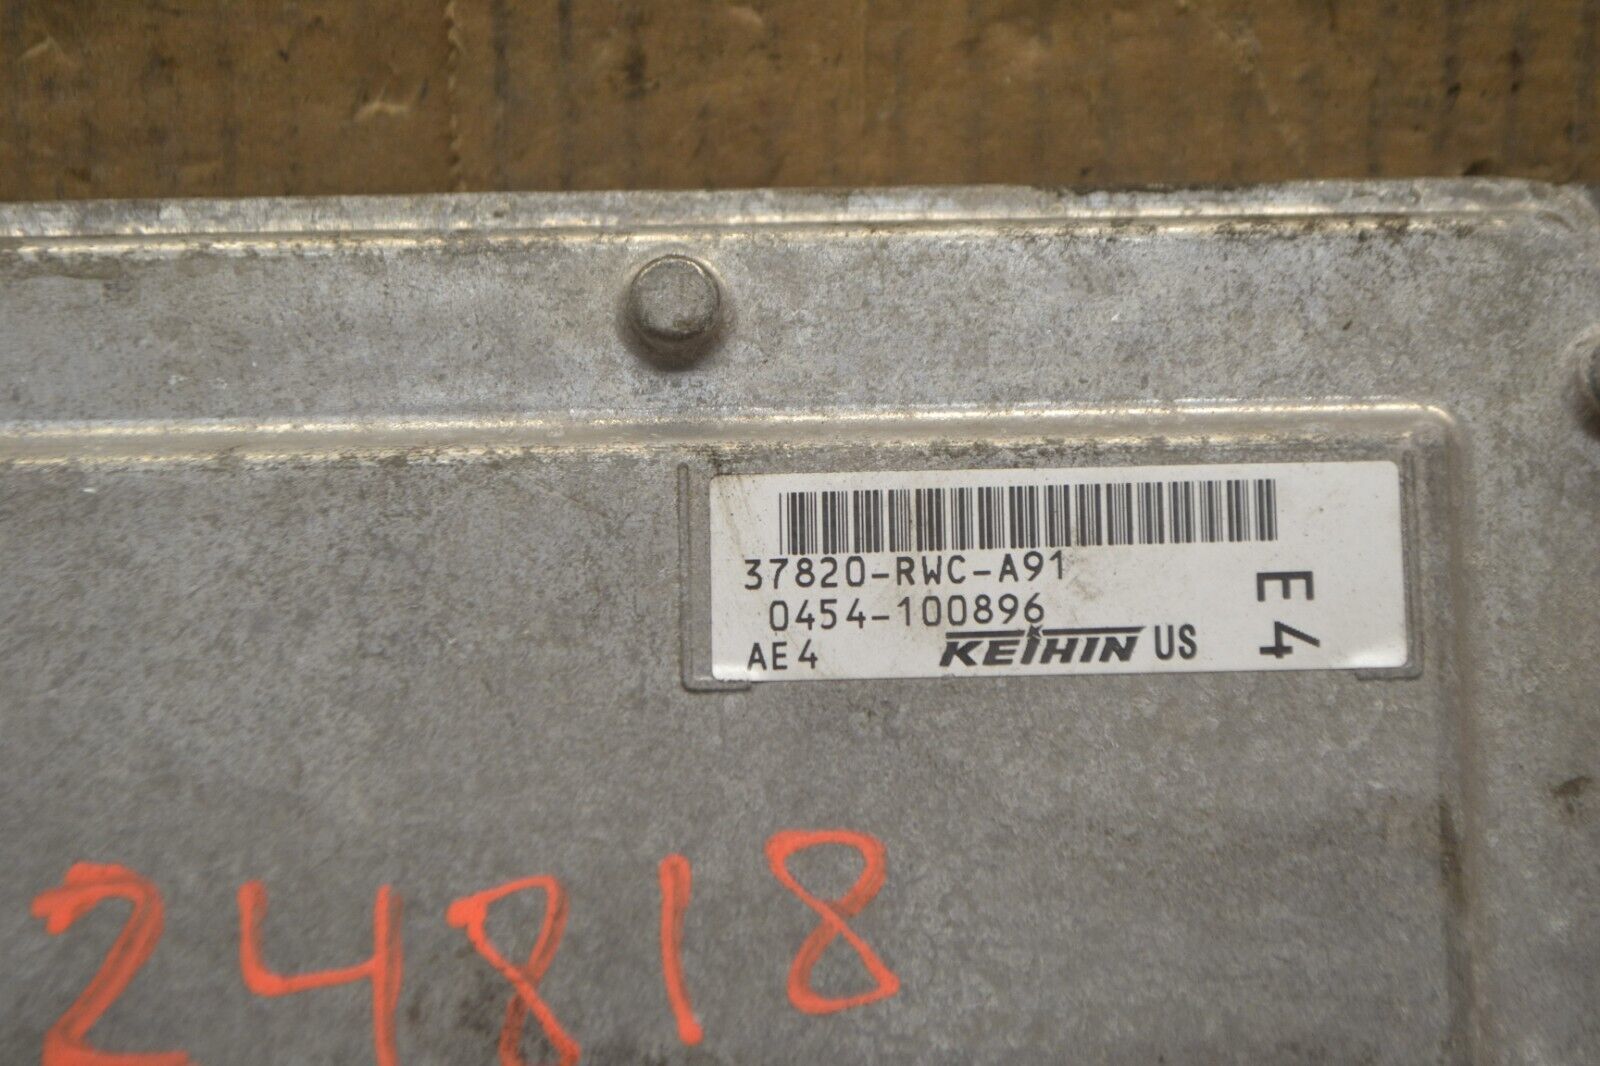 37820-RWC-A91
0454-100896
AE4 KEIHIN US
E4
24818